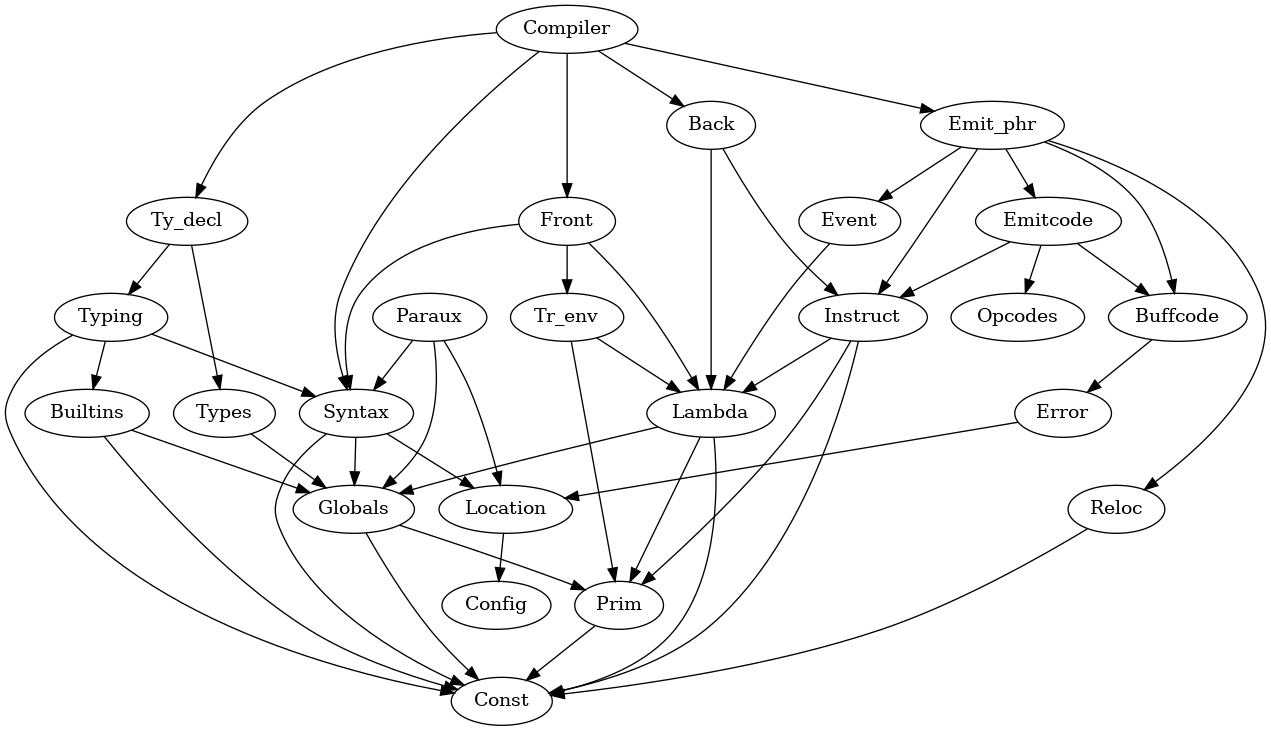 Compiler
Back
Emit_phr
Ty_decl
Front
Event
Emitcode
Typing
Paraux
Tr_env
Instruct
Opcodes
Buffcode
Builtins
Types
Syntax
Lambda
Error
Globals
Location
Reloc
Config
Prim
Const